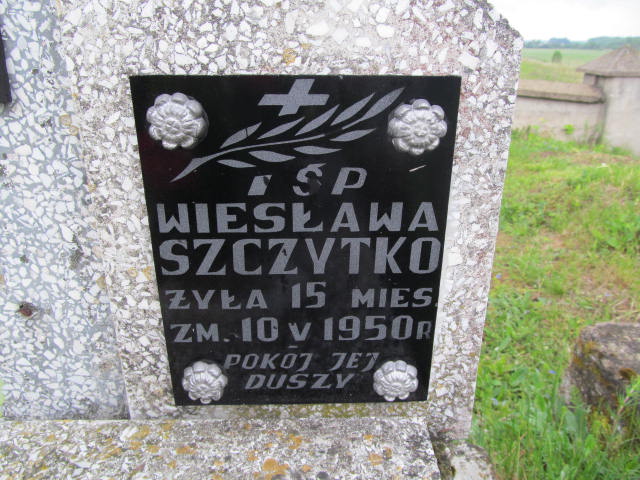 ŚP
WIESŁAWA
SZCZYTKO
ŻYŁA 15 MIES.
ZM. 10 V 1950 R
POKÓJ JEJ
DUSZY